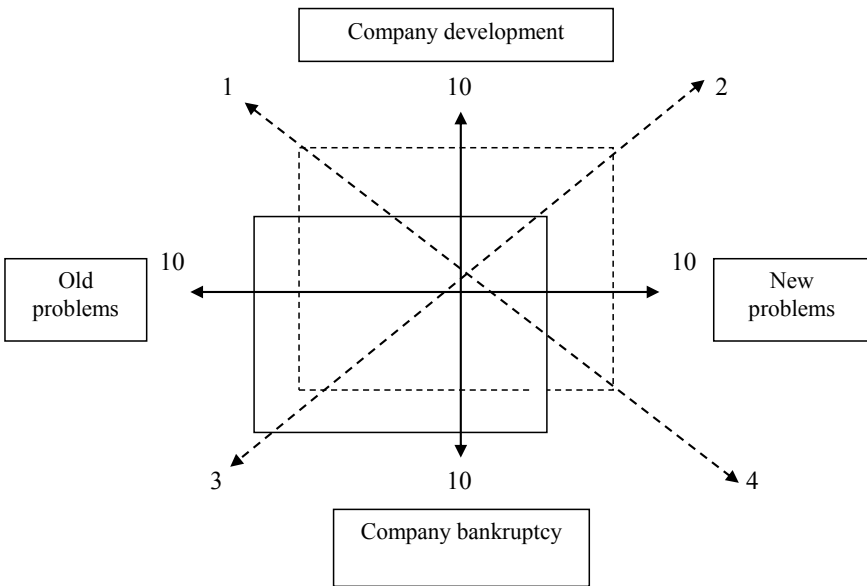 Company development
1
10
2
Old
problems
10
10
New
problems
3
10
4
Company bankruptcy